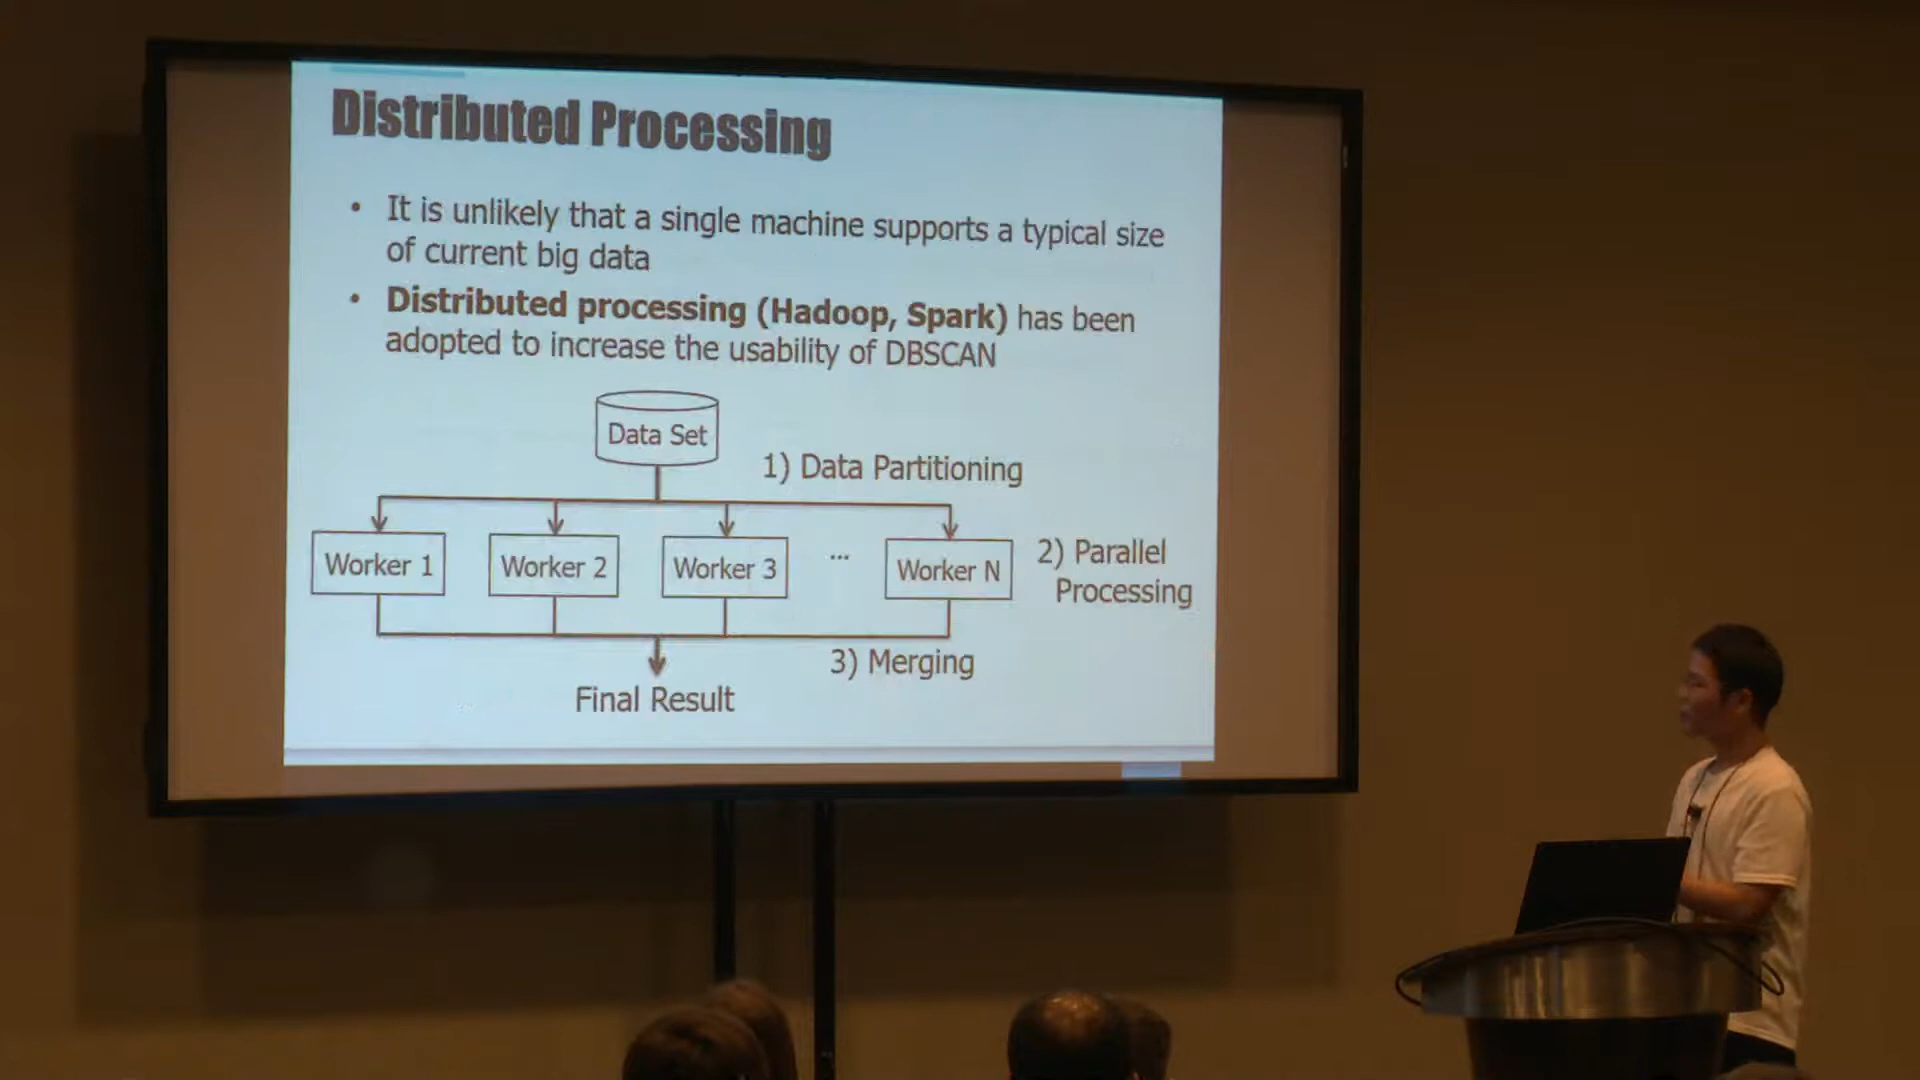 Distributed Processing
• It is unlikely that a single machine supports a typical size
of current big data
• Distributed processing (Hadoop, Spark) has been
adopted to increase the usability of DBSCAN
Data Set
1) Data Partitioning
Worker 1
Worker 2
Worker 3
...
Worker N
2) Parallel
Processing
3) Merging
Final Result